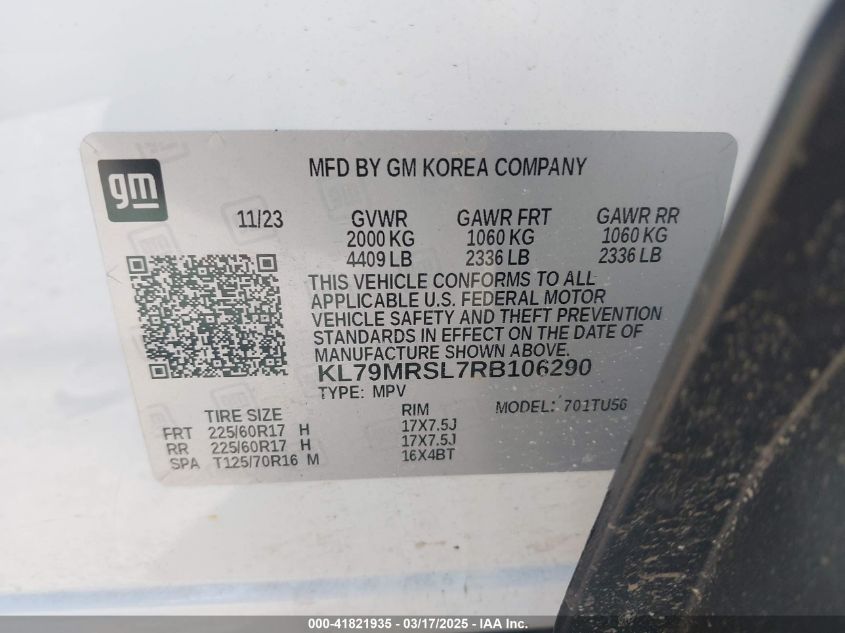 gm
MFD BY GM KOREA COMPANY
11/23 GVWR GAWR FRT GAWR RR
2000 KG 1060 KG 1060 KG
4409 LB 2336 LB 2336 LB
THIS VEHICLE CONFORMS TO ALL
APPLICABLE U.S. FEDERAL MOTOR
VEHICLE SAFETY AND THEFT PREVENTION
STANDARDS IN EFFECT ON THE DATE OF
MANUFACTURE SHOWN ABOVE.
KL79MRSL7RB106290
TYPE: MPV MODEL: 701TU56
TIRE SIZE RIM
FRT 225/60R17 H 17X7.5J
RR 225/60R17 H 17X7.5J
SPA T125/70R16 M 16X4BT
000-41821935 - 03/17/2025 - IAA Inc.